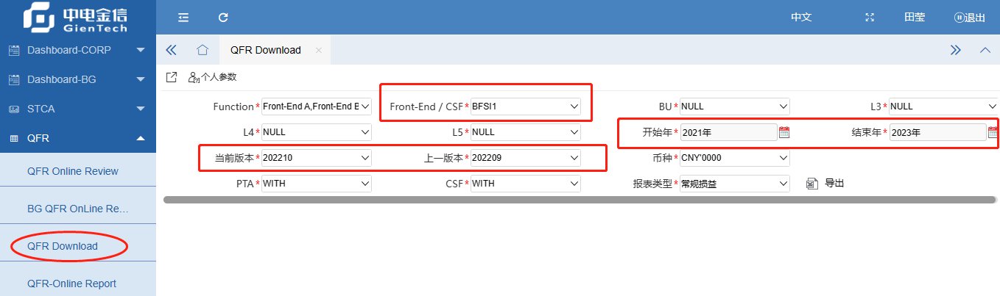 中电金信
GienTech
中文
田莹
退出
Dashboard-CORP
Dashboard-BG
STCA
QFR
QFR Online Review
BG QFR OnLine Re...
QFR Download
QFR-Online Report
QFR Download
个人参数
Function* Front-End A,Front-End B Front-End / CSF* BFSI1 BU* NULL L3* NULL
L4* NULL L5* NULL 开始年* 2021年 结束年* 2023年
当前版本* 202210 上一版本* 202209 币种* CNY'0000
PTA* WITH CSF* WITH 报表类型* 常规损益 导出